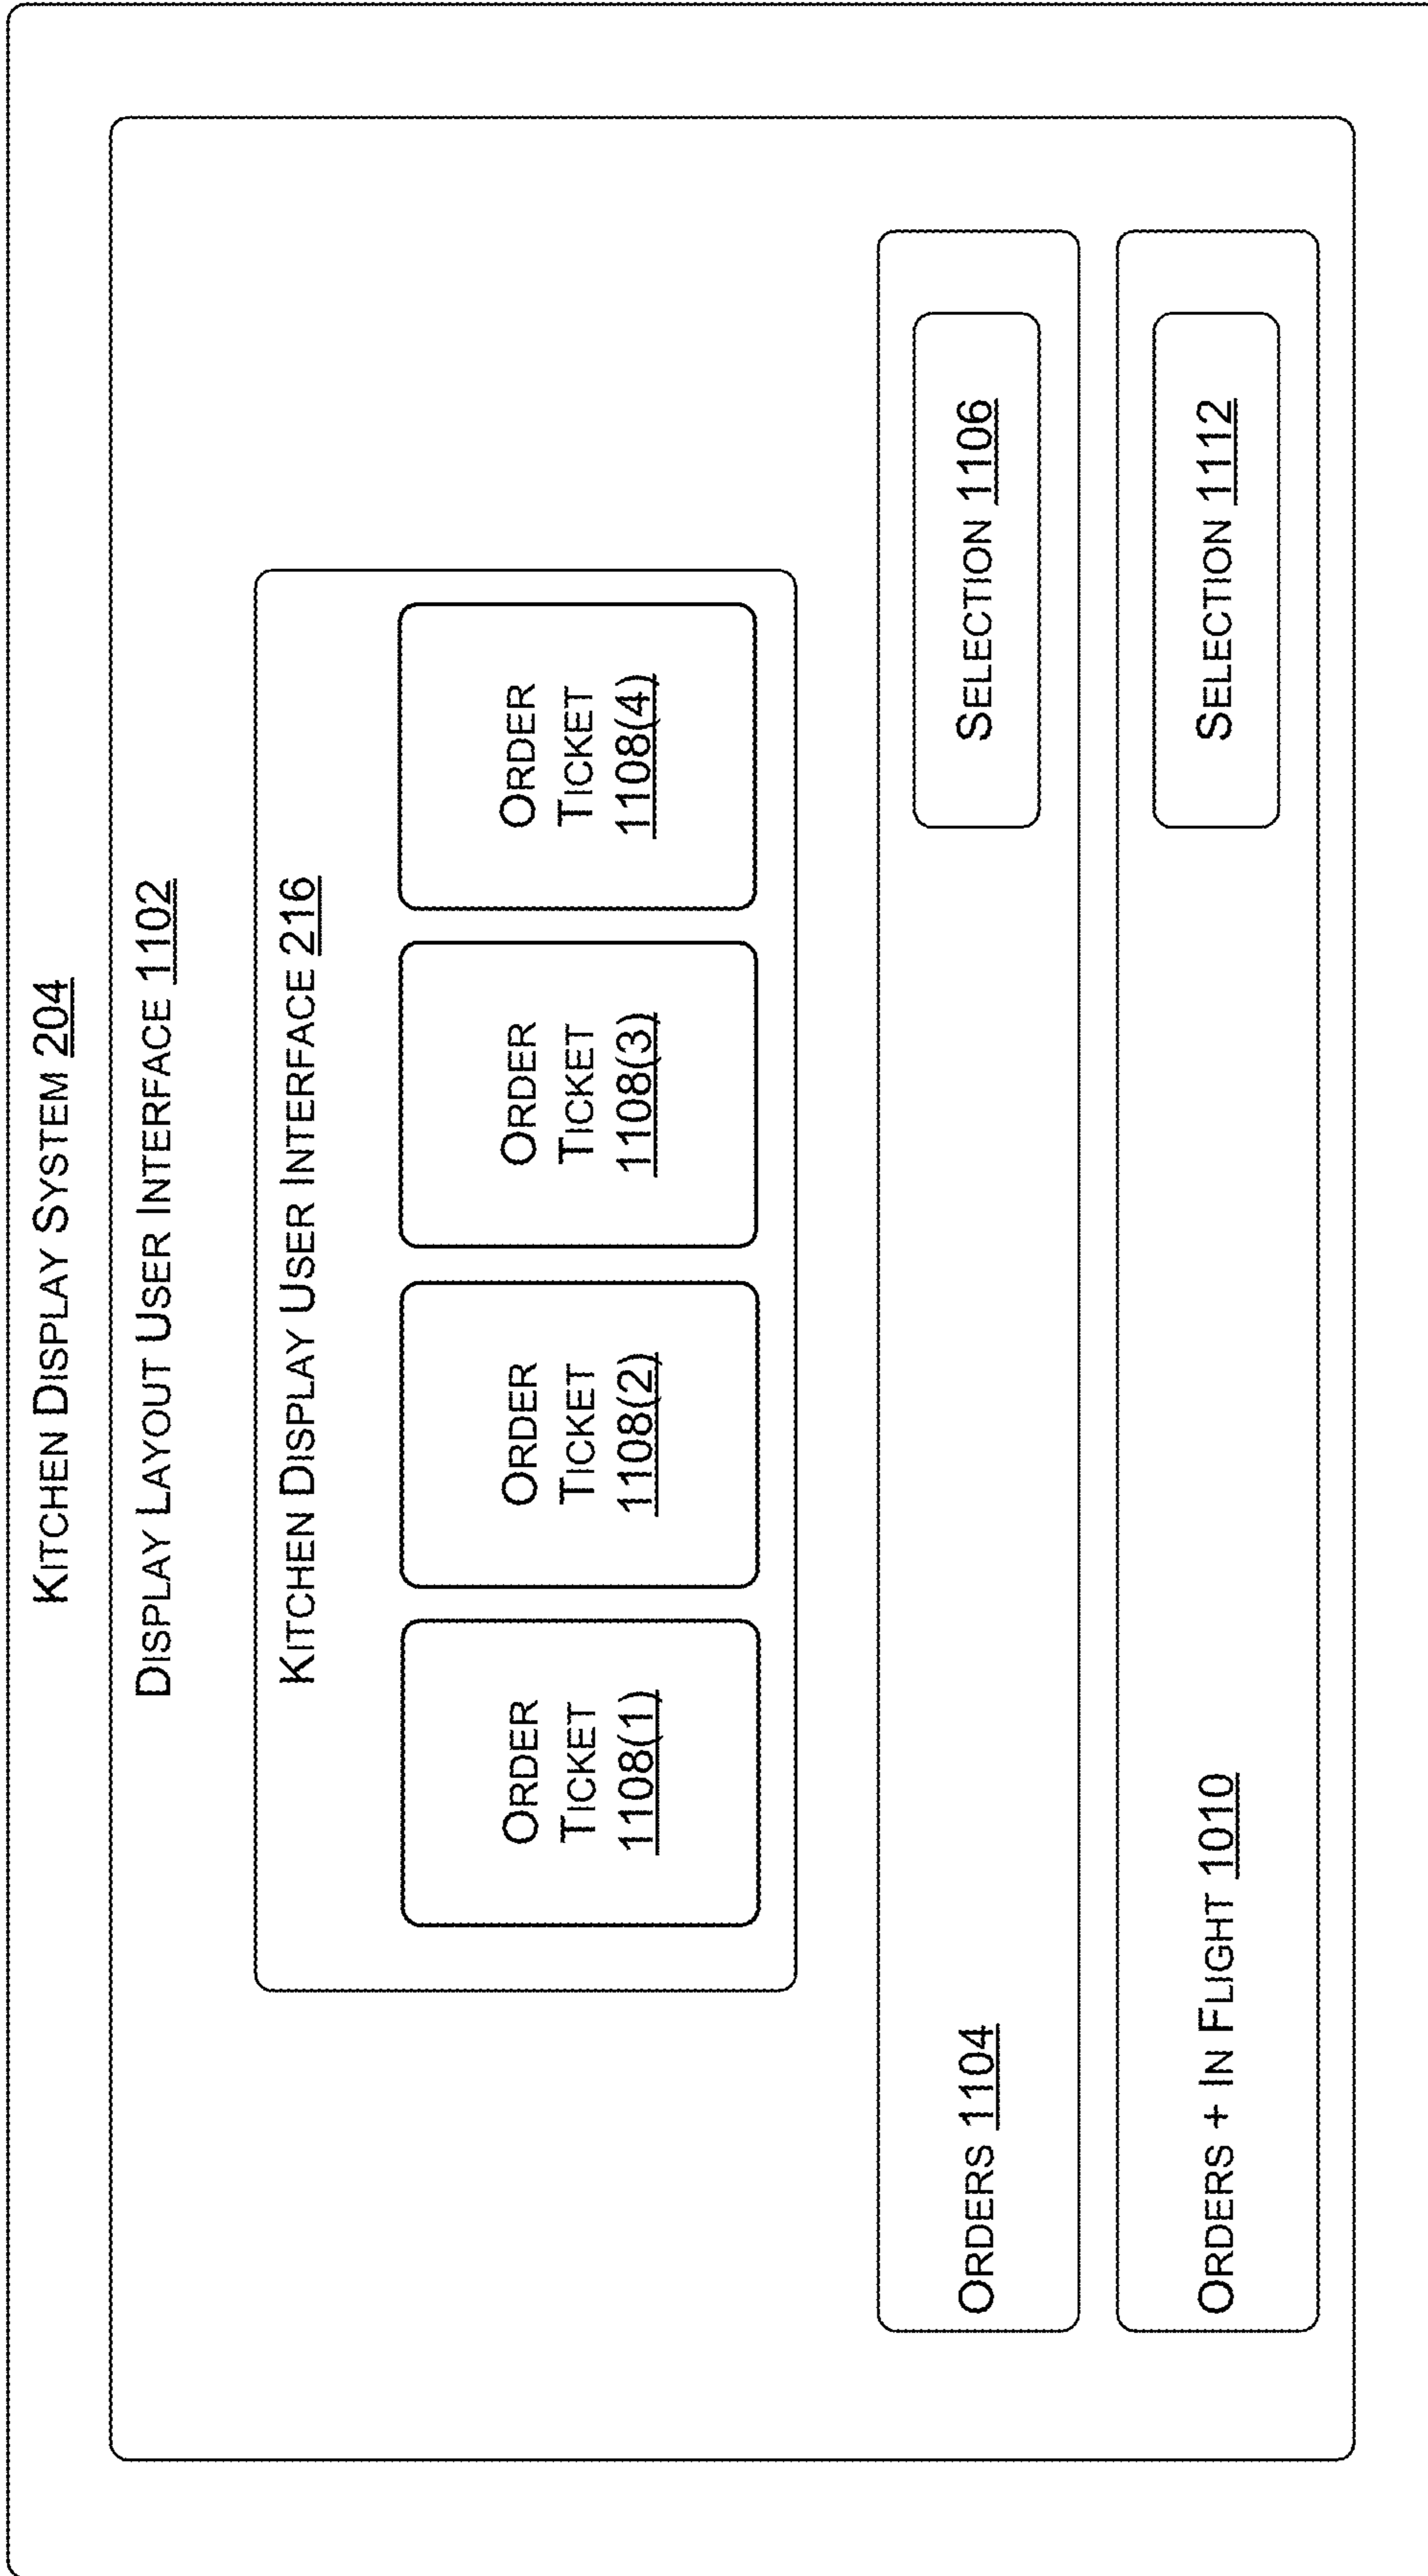 KITCHEN DISPLAY SYSTEM 204
DISPLAY LAYOUT USER INTERFACE 1102
KITCHEN DISPLAY USER INTERFACE 216
ORDER
TICKET
1108(1)
ORDER
TICKET
1108(2)
ORDER
TICKET
1108(3)
ORDER
TICKET
1108(4)
ORDERS 1104
SELECTION 1106
ORDERS + IN FLIGHT 1010
SELECTION 1112